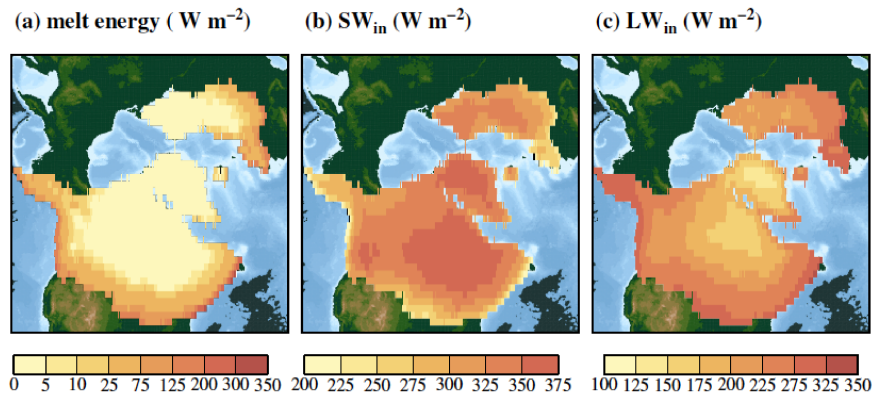 (a) melt energy ( W m⁻²)
(b) SWᵢₙ (W m⁻²)
(c) LWᵢₙ (W m⁻²)
0 5 10 25 75 125 200 300 350
200 225 250 275 300 325 350 375
100 125 150 175 200 225 275 325 350